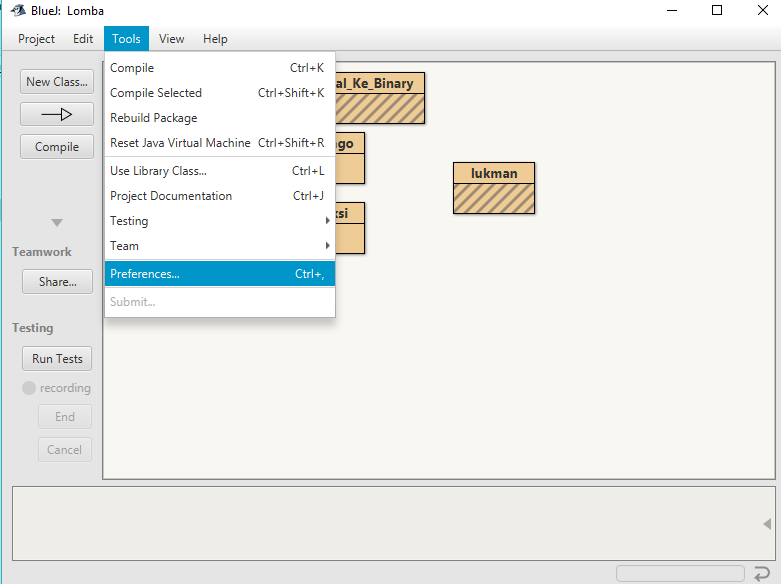 BlueJ: Lomba
Project Edit Tools View Help
New Class...
Compile
Teamwork
Share...
Testing
Run Tests
recording
End
Cancel
Compile Ctrl+K
Compile Selected Ctrl+Shift+K
Rebuild Package
Reset Java Virtual Machine Ctrl+Shift+R
Use Library Class... Ctrl+L
Project Documentation Ctrl+J
Testing
Team
Preferences... Ctrl+,
Submit...
al_Ke_Binary
go
ksi
lukman